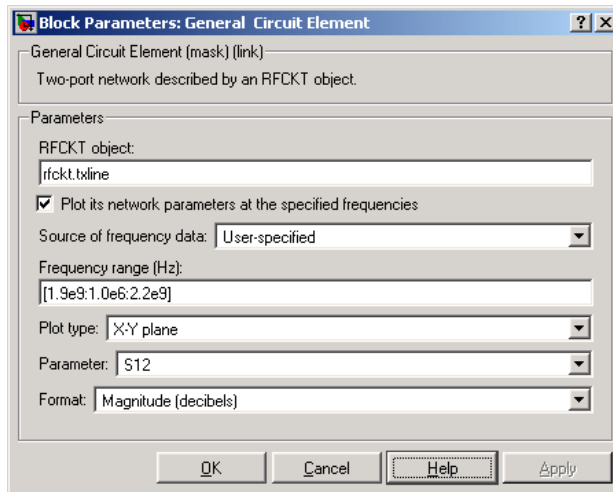 Block Parameters: General Circuit Element
General Circuit Element (mask) (link)
Two-port network described by an RFCKT object.
Parameters
RFCKT object:
rfckt.txline
Plot its network parameters at the specified frequencies
Source of frequency data: User-specified
Frequency range (Hz):
[1.9e9:1.0e6:2.2e9]
Plot type: X-Y plane
Parameter: S12
Format: Magnitude (decibels)
OK Cancel Help Apply